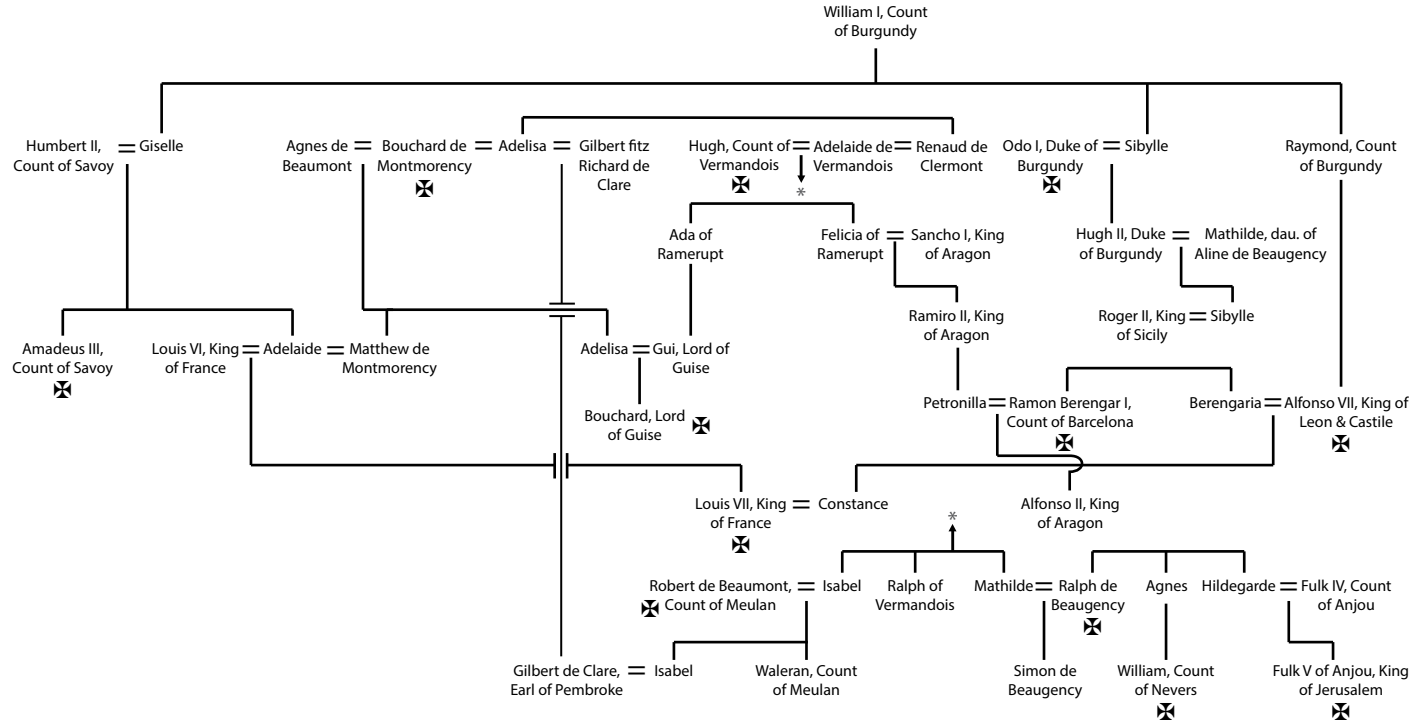 William I, Count
of Burgundy
Humbert II,
Count of Savoy
=
Giselle
Agnes de
Beaumont
=
Bouchard de
Montmorency
=
Adelisa
=
Gilbert fitz
Richard de
Clare
Hugh, Count of
Vermandois
=
Adelaide de
Vermandois
=
Renaud de
Clermont
Odo I, Duke of
Burgundy
=
Sibylle
Raymond, Count
of Burgundy
*
Ada of
Ramerupt
Felicia of
Ramerupt
=
Sancho I, King
of Aragon
Hugh II, Duke
of Burgundy
=
Mathilde, dau. of
Aline de Beaugency
Ramiro II, King
of Aragon
Roger II, King
of Sicily
=
Sibylle
Amadeus III,
Count of Savoy
Louis VI, King
of France
=
Adelaide
=
Matthew de
Montmorency
Adelisa
=
Gui, Lord of
Guise
Bouchard, Lord
of Guise
Petronilla
=
Ramon Berengar I,
Count of Barcelona
Berengaria
=
Alfonso VII, King of
Leon & Castile
Louis VII, King
of France
=
Constance
Alfonso II, King
of Aragon
*
Robert de Beaumont,
Count of Meulan
=
Isabel
Ralph of
Vermandois
Mathilde
=
Ralph de
Beaugency
Agnes
Hildegarde
=
Fulk IV, Count
of Anjou
Gilbert de Clare,
Earl of Pembroke
=
Isabel
Waleran, Count
of Meulan
Simon de
Beaugency
William, Count
of Nevers
Fulk V of Anjou, King
of Jerusalem